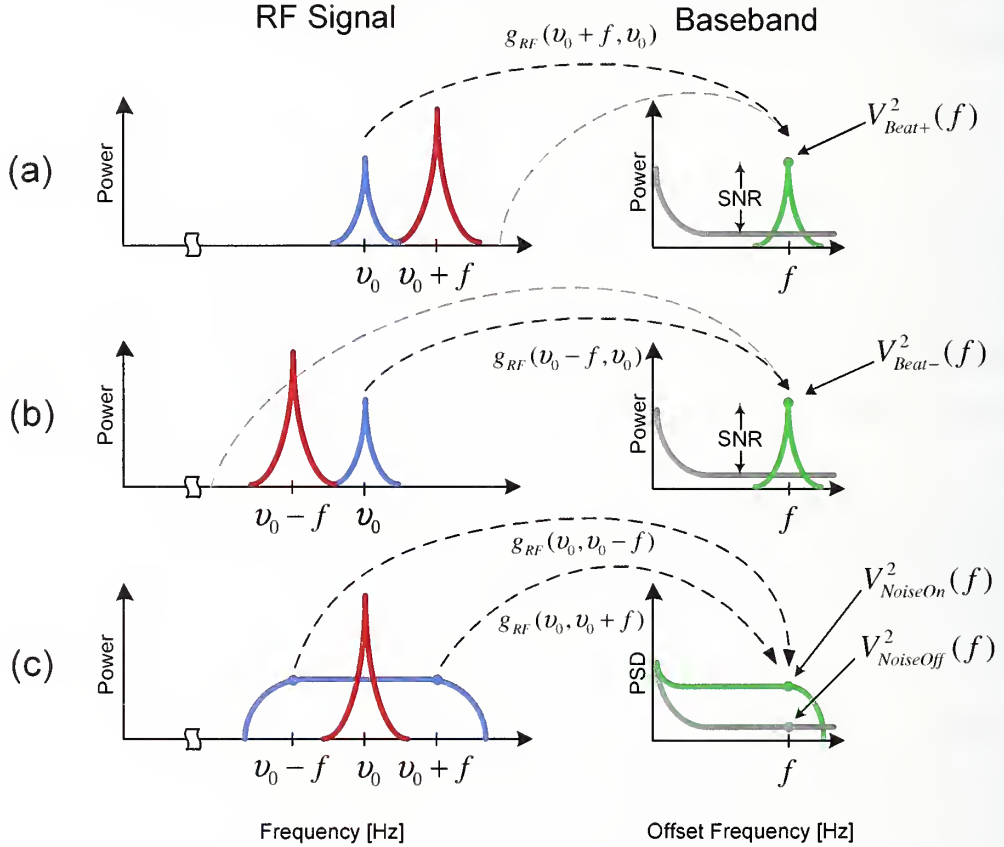 RF Signal
Baseband
(a)
Power
g_RF(υ₀ + f, υ₀)
υ₀
υ₀ + f
Power
SNR
V²_Beat+(f)
f
(b)
Power
g_RF(υ₀ − f, υ₀)
υ₀ − f
υ₀
Power
SNR
V²_Beat−(f)
f
(c)
Power
g_RF(υ₀, υ₀ − f)
g_RF(υ₀, υ₀ + f)
υ₀ − f
υ₀
υ₀ + f
PSD
V²_NoiseOn(f)
V²_NoiseOff(f)
f
Frequency [Hz]
Offset Frequency [Hz]